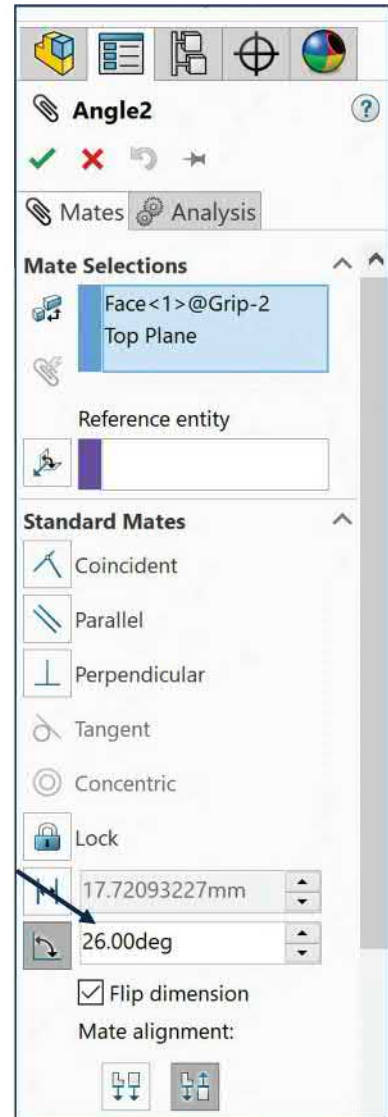 Angle2
?
Mates Analysis
Mate Selections
Face<1>@Grip-2
Top Plane
Reference entity
Standard Mates
Coincident
Parallel
Perpendicular
Tangent
Concentric
Lock
17.72093227mm
26.00deg
Flip dimension
Mate alignment: